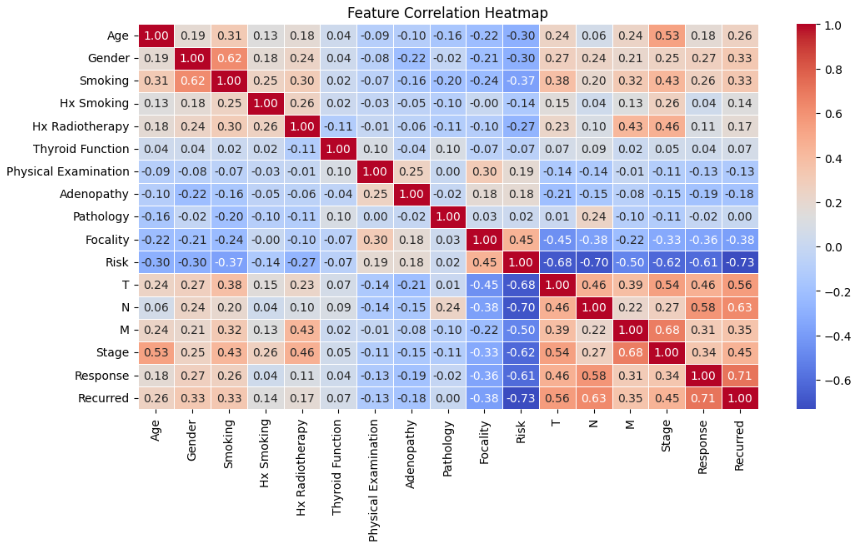 Feature Correlation Heatmap
Age 1.00 0.19 0.31 0.13 0.18 0.04 -0.09 -0.10 -0.16 -0.22 -0.30 0.24 0.06 0.24 0.53 0.18 0.26
Gender 0.19 1.00 0.62 0.18 0.24 0.04 -0.08 -0.22 -0.02 -0.21 -0.30 0.27 0.24 0.21 0.25 0.27 0.33
Smoking 0.31 0.62 1.00 0.25 0.30 0.02 -0.07 -0.16 -0.20 -0.24 -0.37 0.38 0.20 0.32 0.43 0.26 0.33
Hx Smoking 0.13 0.18 0.25 1.00 0.26 0.02 -0.03 -0.05 -0.10 -0.00 -0.14 0.15 0.04 0.13 0.26 0.04 0.14
Hx Radiotherapy 0.18 0.24 0.30 0.26 1.00 -0.11 -0.01 -0.06 -0.11 -0.10 -0.27 0.23 0.10 0.43 0.46 0.11 0.17
Thyroid Function 0.04 0.04 0.02 0.02 -0.11 1.00 0.10 -0.04 0.10 -0.07 -0.07 0.07 0.09 0.02 0.05 0.04 0.07
Physical Examination -0.09 -0.08 -0.07 -0.03 -0.01 0.10 1.00 0.25 0.00 0.30 0.19 -0.14 -0.14 -0.01 -0.11 -0.13 -0.13
Adenopathy -0.10 -0.22 -0.16 -0.05 -0.06 -0.04 0.25 1.00 -0.02 0.18 0.18 -0.21 -0.15 -0.08 -0.15 -0.19 -0.18
Pathology -0.16 -0.02 -0.20 -0.10 -0.11 0.10 0.00 -0.02 1.00 0.03 0.02 0.01 0.24 -0.10 -0.11 -0.02 0.00
Focality -0.22 -0.21 -0.24 -0.00 -0.10 -0.07 0.30 0.18 0.03 1.00 0.45 -0.45 -0.38 -0.22 -0.33 -0.36 -0.38
Risk -0.30 -0.30 -0.37 -0.14 -0.27 -0.07 0.19 0.18 0.02 0.45 1.00 -0.68 -0.70 -0.50 -0.62 -0.61 -0.73
T 0.24 0.27 0.38 0.15 0.23 0.07 -0.14 -0.21 0.01 -0.45 -0.68 1.00 0.46 0.39 0.54 0.46 0.56
N 0.06 0.24 0.20 0.04 0.10 0.09 -0.14 -0.15 0.24 -0.38 -0.70 0.46 1.00 0.22 0.27 0.58 0.63
M 0.24 0.21 0.32 0.13 0.43 0.02 -0.01 -0.08 -0.10 -0.22 -0.50 0.39 0.22 1.00 0.68 0.31 0.35
Stage 0.53 0.25 0.43 0.26 0.46 0.05 -0.11 -0.15 -0.11 -0.33 -0.62 0.54 0.27 0.68 1.00 0.34 0.45
Response 0.18 0.27 0.26 0.04 0.11 0.04 -0.13 -0.19 -0.02 -0.36 -0.61 0.46 0.58 0.31 0.34 1.00 0.71
Recurred 0.26 0.33 0.33 0.14 0.17 0.07 -0.13 -0.18 0.00 -0.38 -0.73 0.56 0.63 0.35 0.45 0.71 1.00
Age Gender Smoking Hx Smoking Hx Radiotherapy Thyroid Function Physical Examination Adenopathy Pathology Focality Risk T N M Stage Response Recurred
1.0
0.8
0.6
0.4
0.2
0.0
−0.2
−0.4
−0.6